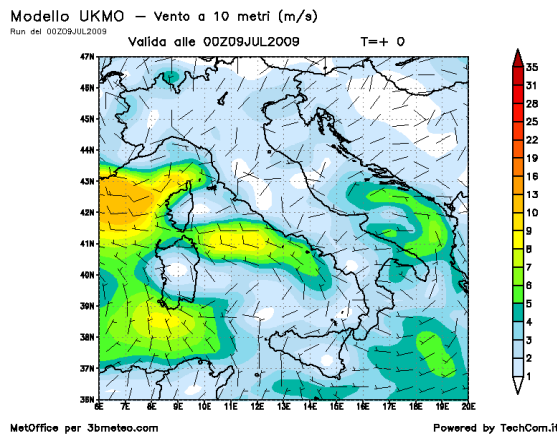 Modello UKMO – Vento a 10 metri (m/s)
Run del 00Z09JUL2009
Valida alle 00Z09JUL2009 T=+ 0
47N
46N
45N
44N
43N
42N
41N
40N
39N
38N
37N
36N
6E 7E 8E 9E 10E 11E 12E 13E 14E 15E 16E 17E 18E 19E 20E
35
31
28
25
22
19
16
13
10
9
8
7
6
5
4
3
2
1
MetOffice per 3bmeteo.com Powered by TechCom.it